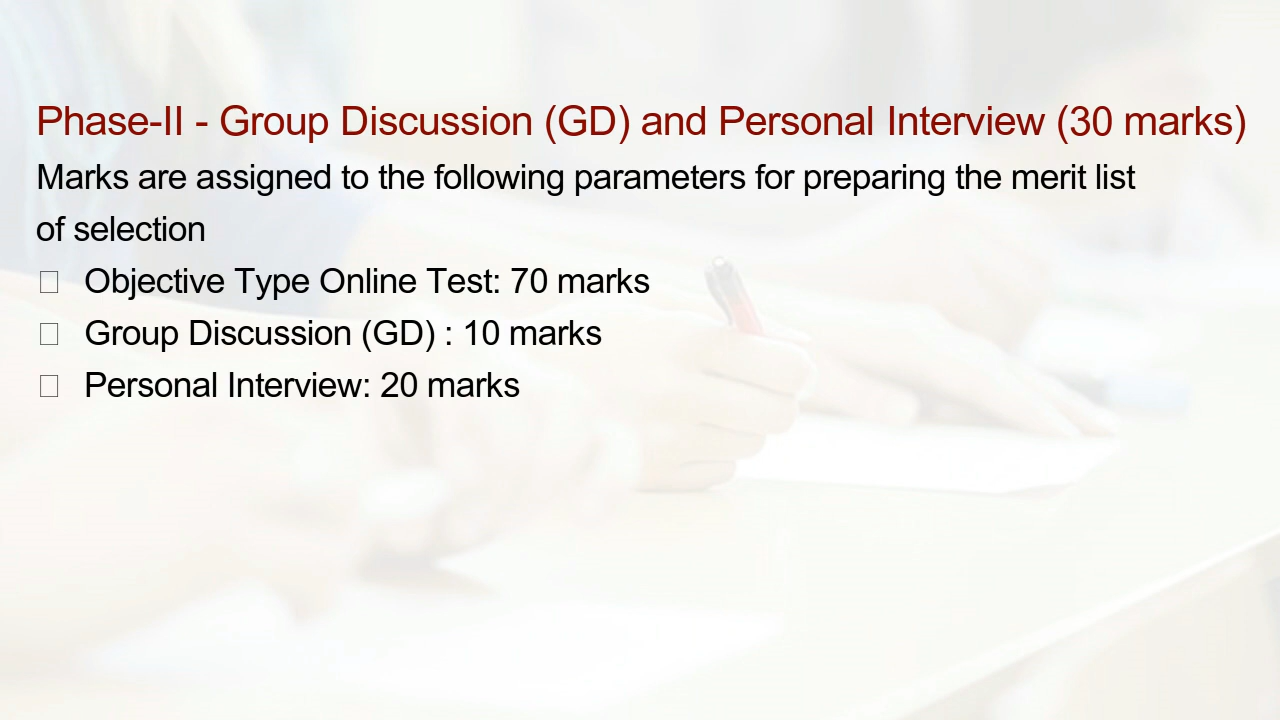 Phase-II - Group Discussion (GD) and Personal Interview (30 marks)
Marks are assigned to the following parameters for preparing the merit list
of selection
Objective Type Online Test: 70 marks
Group Discussion (GD) : 10 marks
Personal Interview: 20 marks